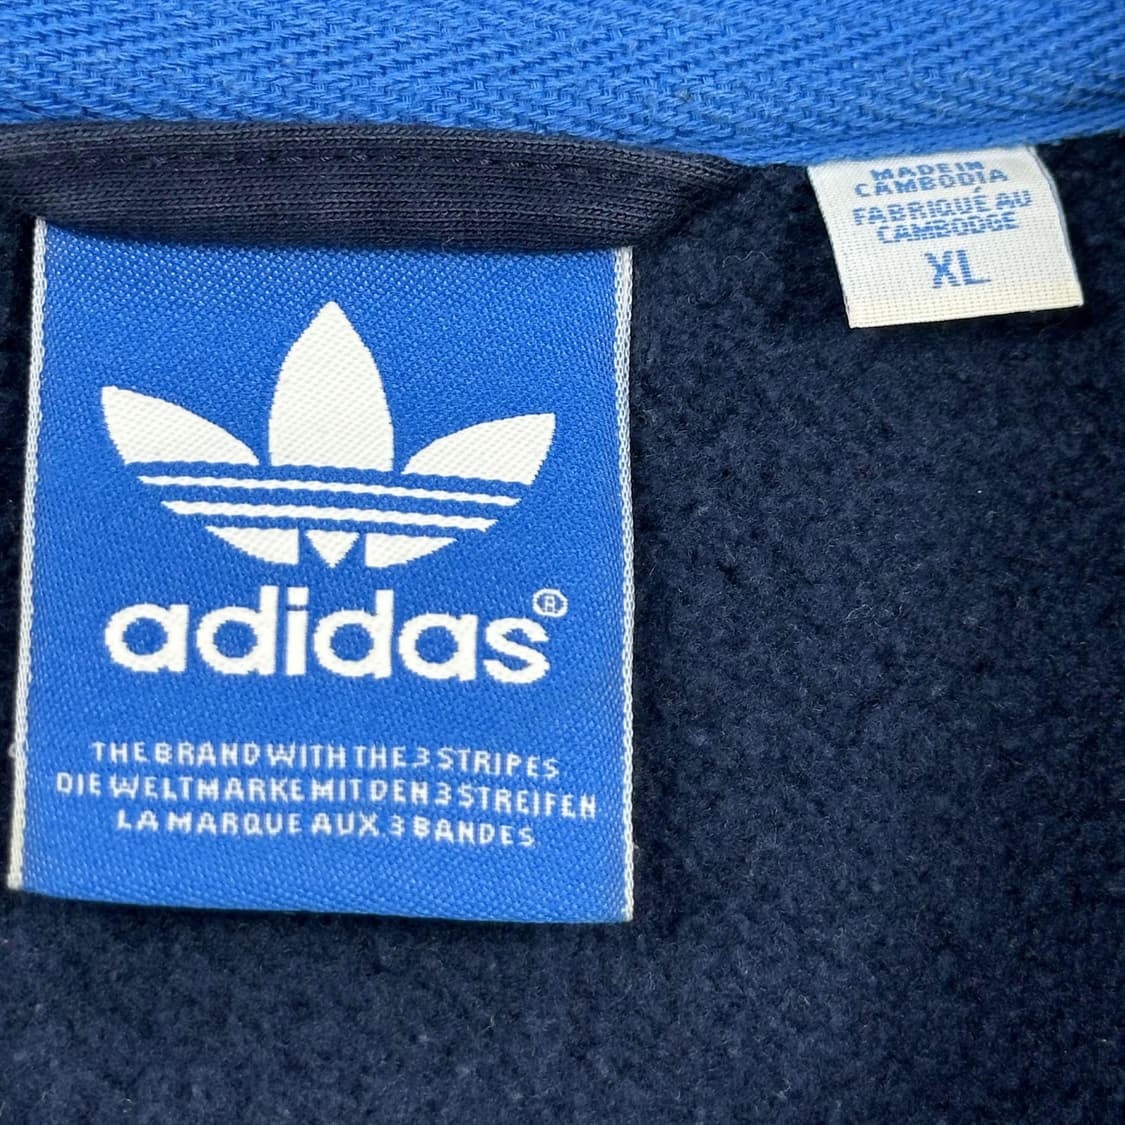 MADE IN
CAMBODIA
FABRIQUÉ AU
CAMBODGE
XL
adidas®
THE BRAND WITH THE 3 STRIPES
DIE WELTMARKE MIT DEN 3 STREIFEN
LA MARQUE AUX 3 BANDES